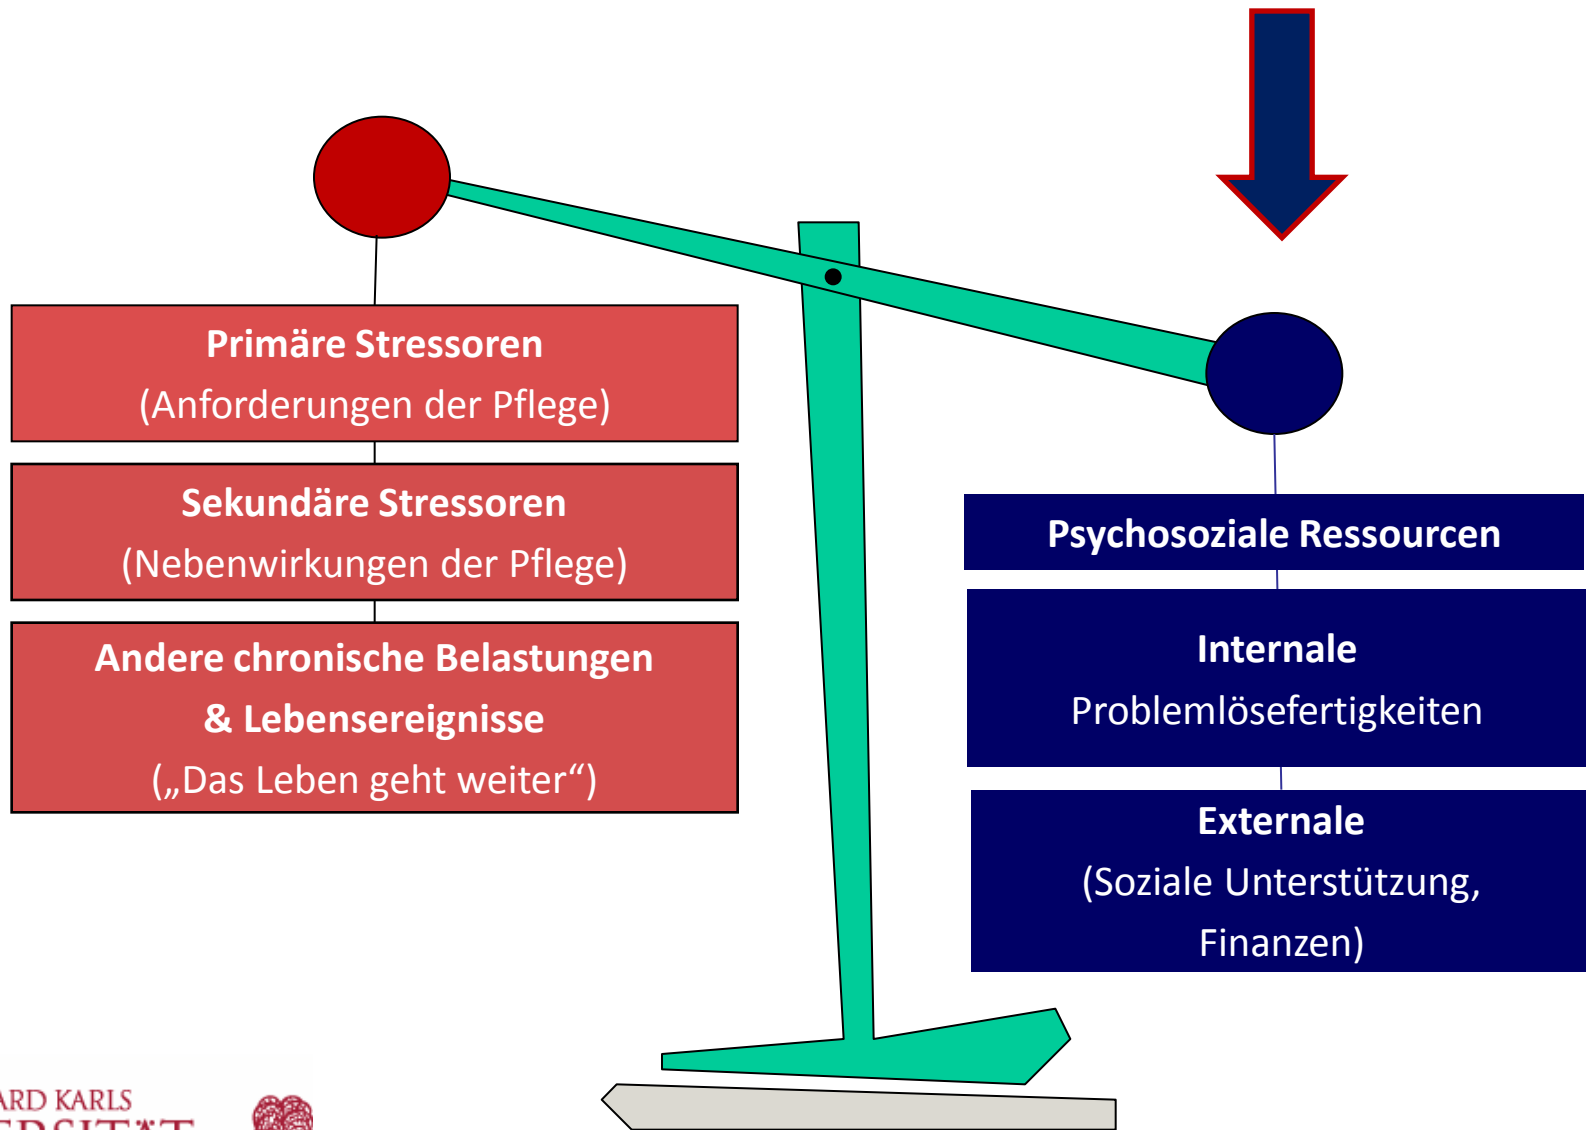 Primäre Stressoren
(Anforderungen der Pflege)
Sekundäre Stressoren
(Nebenwirkungen der Pflege)
Andere chronische Belastungen
& Lebensereignisse
(„Das Leben geht weiter“)
Psychosoziale Ressourcen
Internale
Problemlösefertigkeiten
Externale
(Soziale Unterstützung,
Finanzen)
KARLS